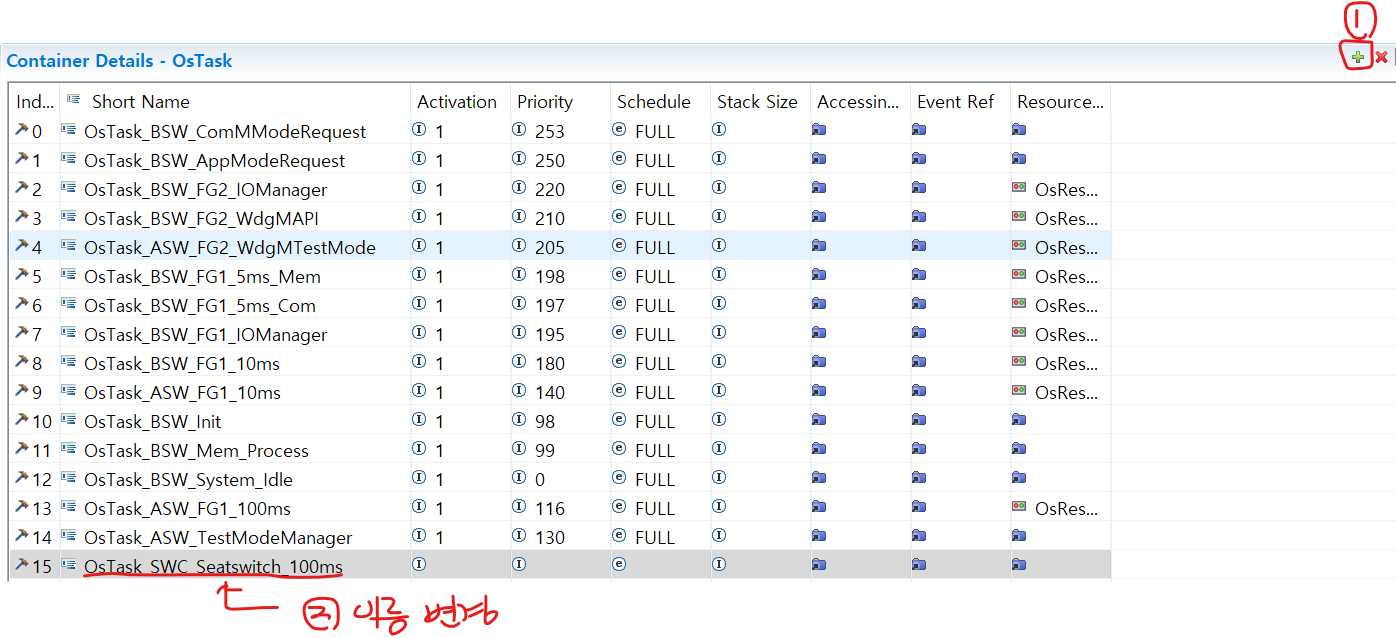 ①
Container Details - OsTask
Ind... Short Name Activation Priority Schedule Stack Size Accessin... Event Ref Resource...
0 OsTask_BSW_ComMModeRequest 1 253 FULL
1 OsTask_BSW_AppModeRequest 1 250 FULL
2 OsTask_BSW_FG2_IOManager 1 220 FULL OsRes...
3 OsTask_BSW_FG2_WdgMAPI 1 210 FULL OsRes...
4 OsTask_ASW_FG2_WdgMTestMode 1 205 FULL OsRes...
5 OsTask_BSW_FG1_5ms_Mem 1 198 FULL OsRes...
6 OsTask_BSW_FG1_5ms_Com 1 197 FULL OsRes...
7 OsTask_BSW_FG1_IOManager 1 195 FULL OsRes...
8 OsTask_BSW_FG1_10ms 1 180 FULL OsRes...
9 OsTask_ASW_FG1_10ms 1 140 FULL OsRes...
10 OsTask_BSW_Init 1 98 FULL
11 OsTask_BSW_Mem_Process 1 99 FULL
12 OsTask_BSW_System_Idle 1 0 FULL
13 OsTask_ASW_FG1_100ms 1 116 FULL OsRes...
14 OsTask_ASW_TestModeManager 1 130 FULL
15 OsTask_SWC_Seatswitch_100ms
② 이름 변경